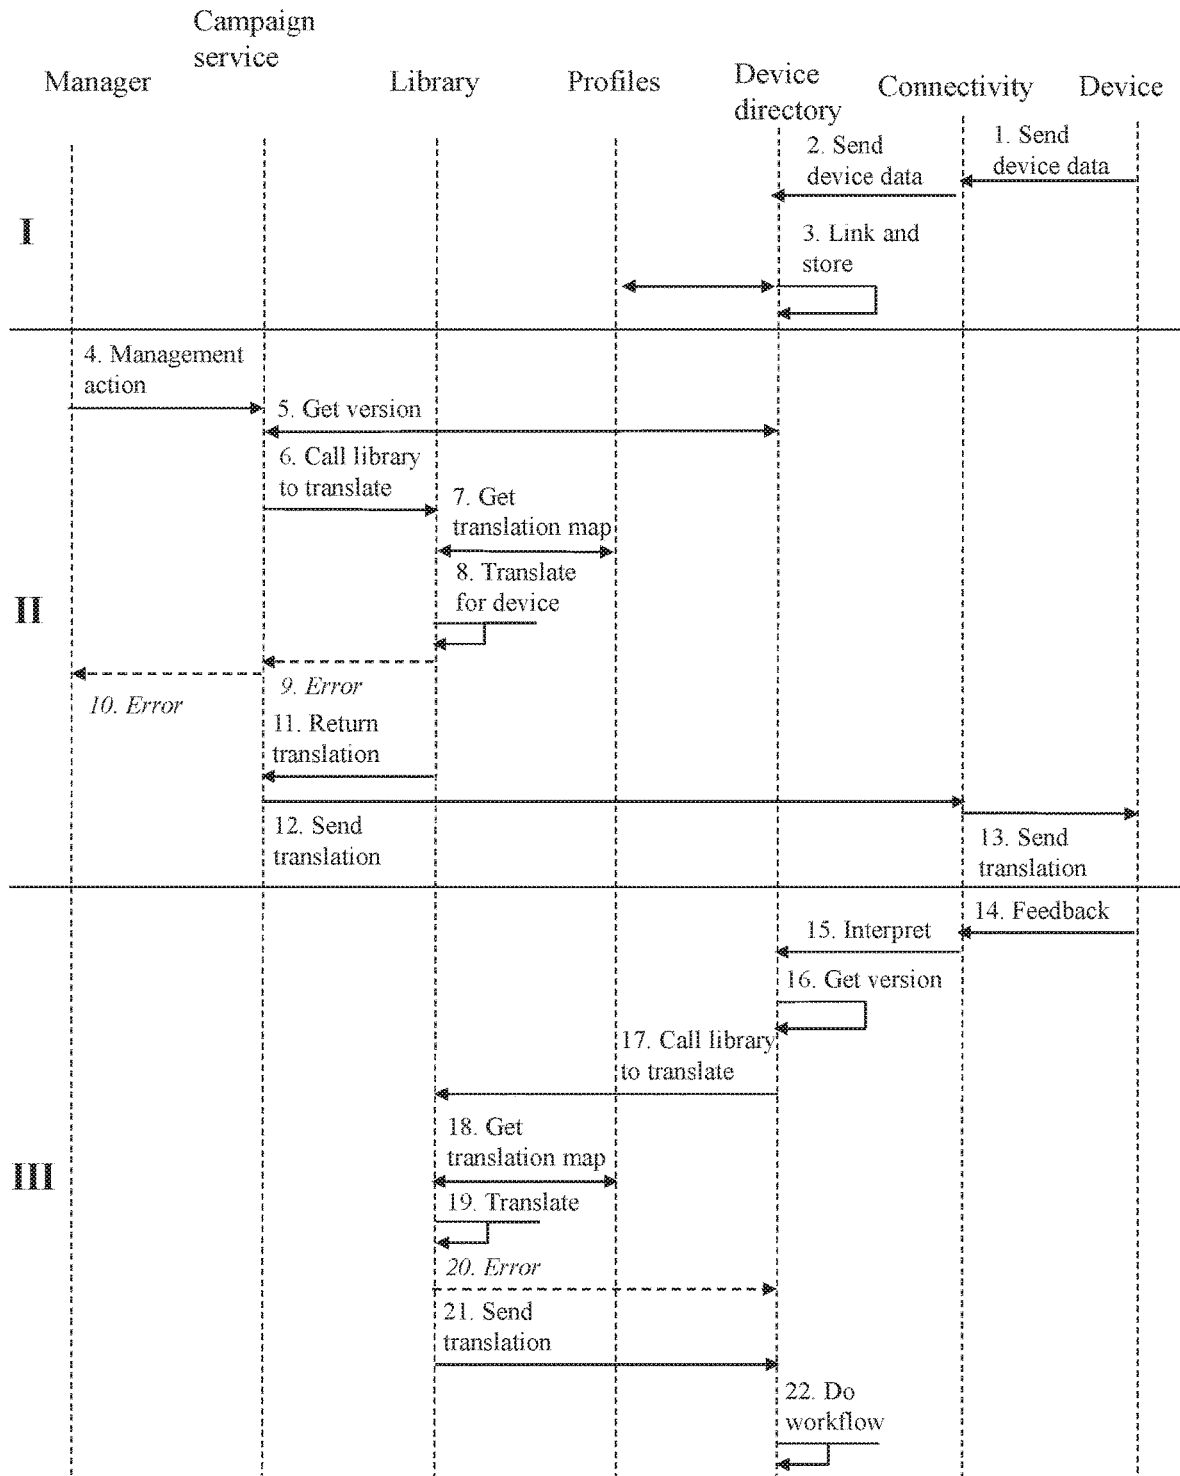 Campaign
service
Manager
Library
Profiles
Device
directory
Connectivity
Device
I
1. Send
device data
2. Send
device data
3. Link and
store
II
4. Management
action
5. Get version
6. Call library
to translate
7. Get
translation map
8. Translate
for device
9. Error
10. Error
11. Return
translation
12. Send
translation
13. Send
translation
III
14. Feedback
15. Interpret
16. Get version
17. Call library
to translate
18. Get
translation map
19. Translate
20. Error
21. Send
translation
22. Do
workflow